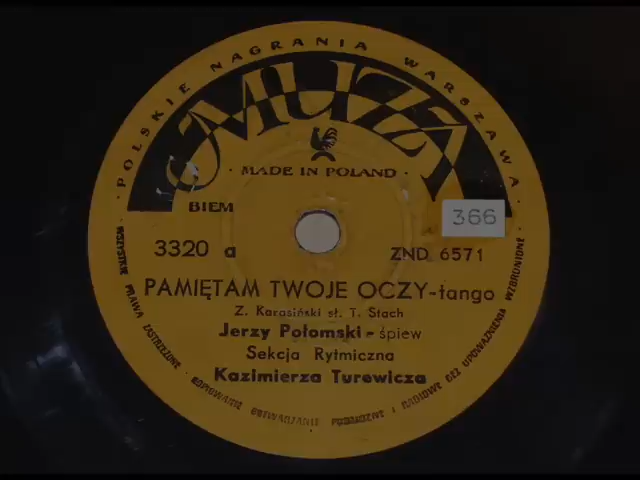 POLSKIE NAGRANIA WARSZAWA
MUZA
· MADE IN POLAND ·
BIEM
366
3320 a
ZND 6571
PAMIĘTAM TWOJE OCZY-tango
Z. Karasiński sł. T. Stach
Jerzy Połomski - śpiew
Sekcja Rytmiczna
Kazimierza Turewicza
· WSZYSTKIE PRAWA ZASTRZEŻONE · KOPIOWANIE ODTWARZANIE PUBLICZNE I RADIOWE BEZ UPOWAŻNIENIA WZBRONIONE ·